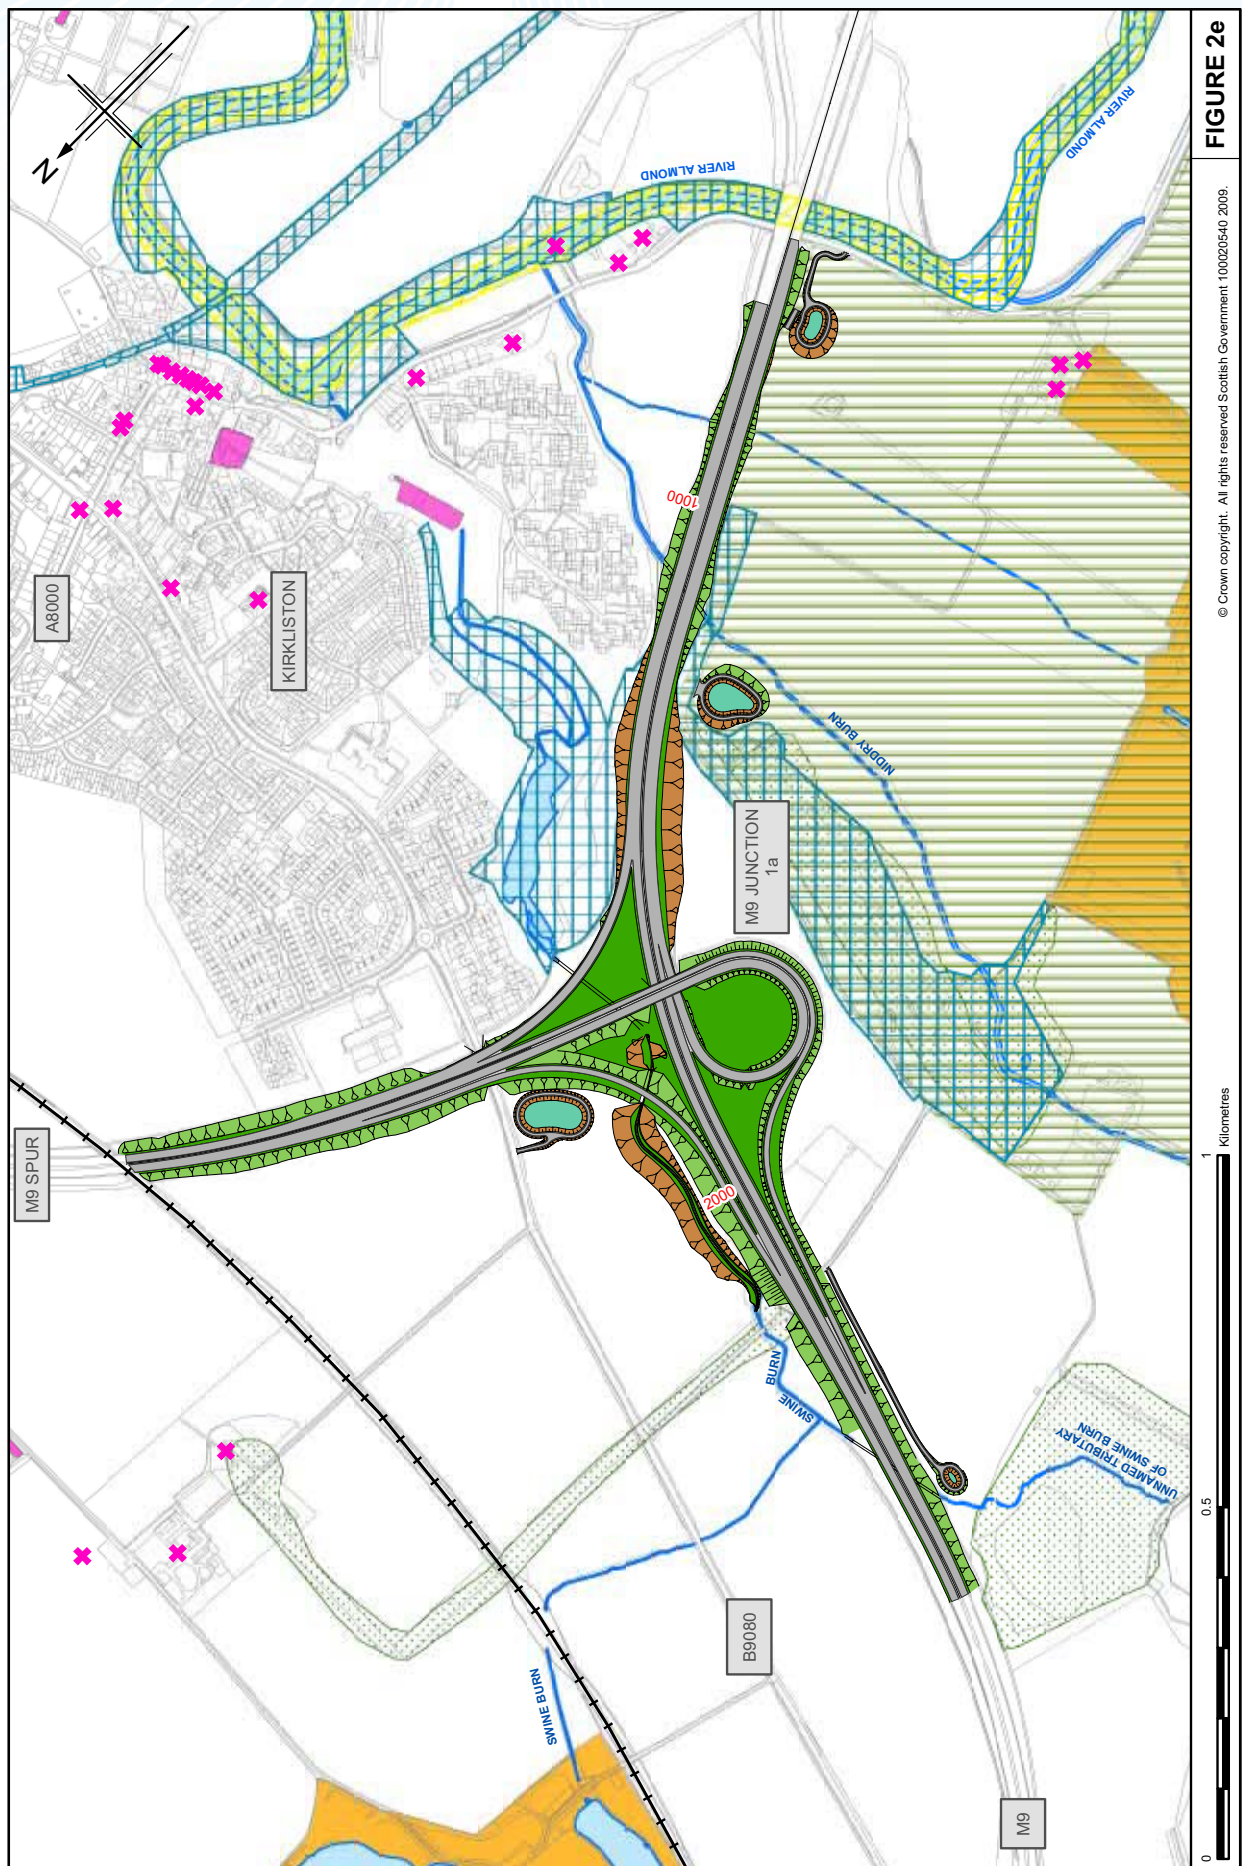 FIGURE 2e
© Crown copyright. All rights reserved Scottish Government 100020540 2009.
N
RIVER ALMOND
RIVER ALMOND
A8000
KIRKLISTON
1000
NIDDRY BURN
M9 JUNCTION
1a
M9 SPUR
2000
SWINE
BURN
UNNAMED TRIBUTARY
OF SWINE BURN
SWINE BURN
B9080
M9
0
0.5
1
Kilometres